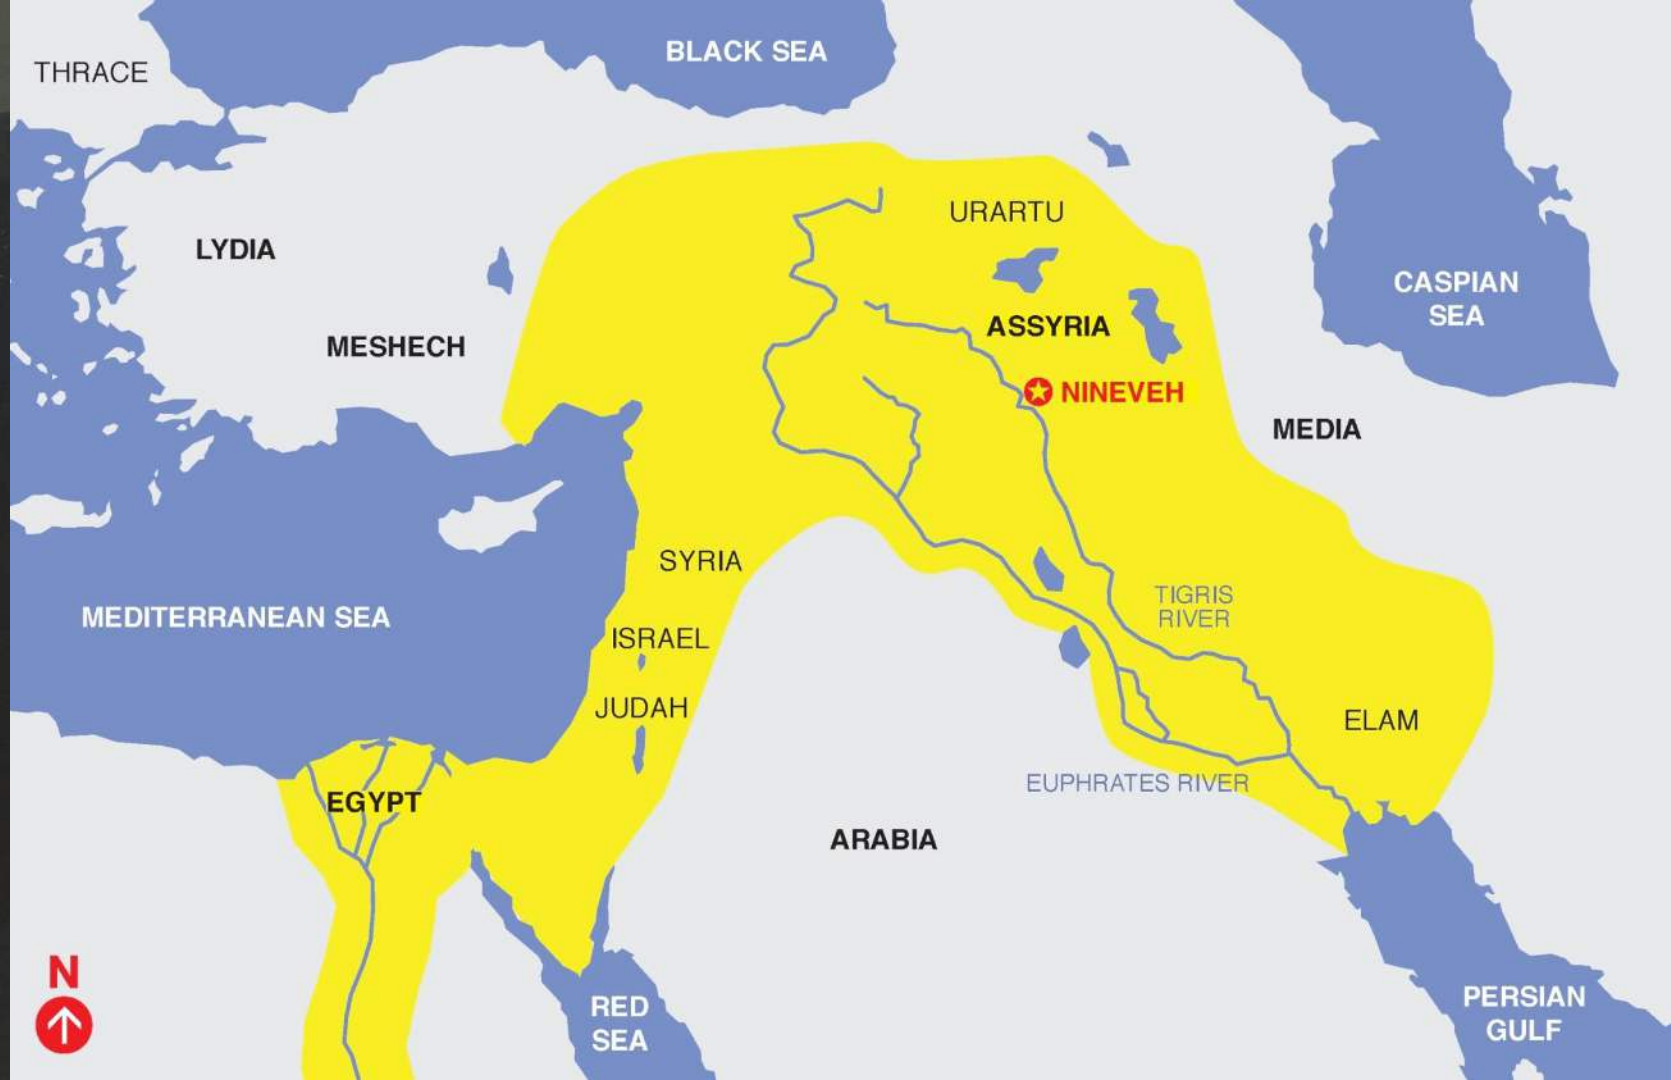 BLACK SEA
THRACE
URARTU
LYDIA
CASPIAN
SEA
ASSYRIA
MESHECH
NINEVEH
MEDIA
SYRIA
TIGRIS
RIVER
MEDITERRANEAN SEA
ISRAEL
JUDAH
ELAM
EUPHRATES RIVER
EGYPT
ARABIA
N
RED
SEA
PERSIAN
GULF